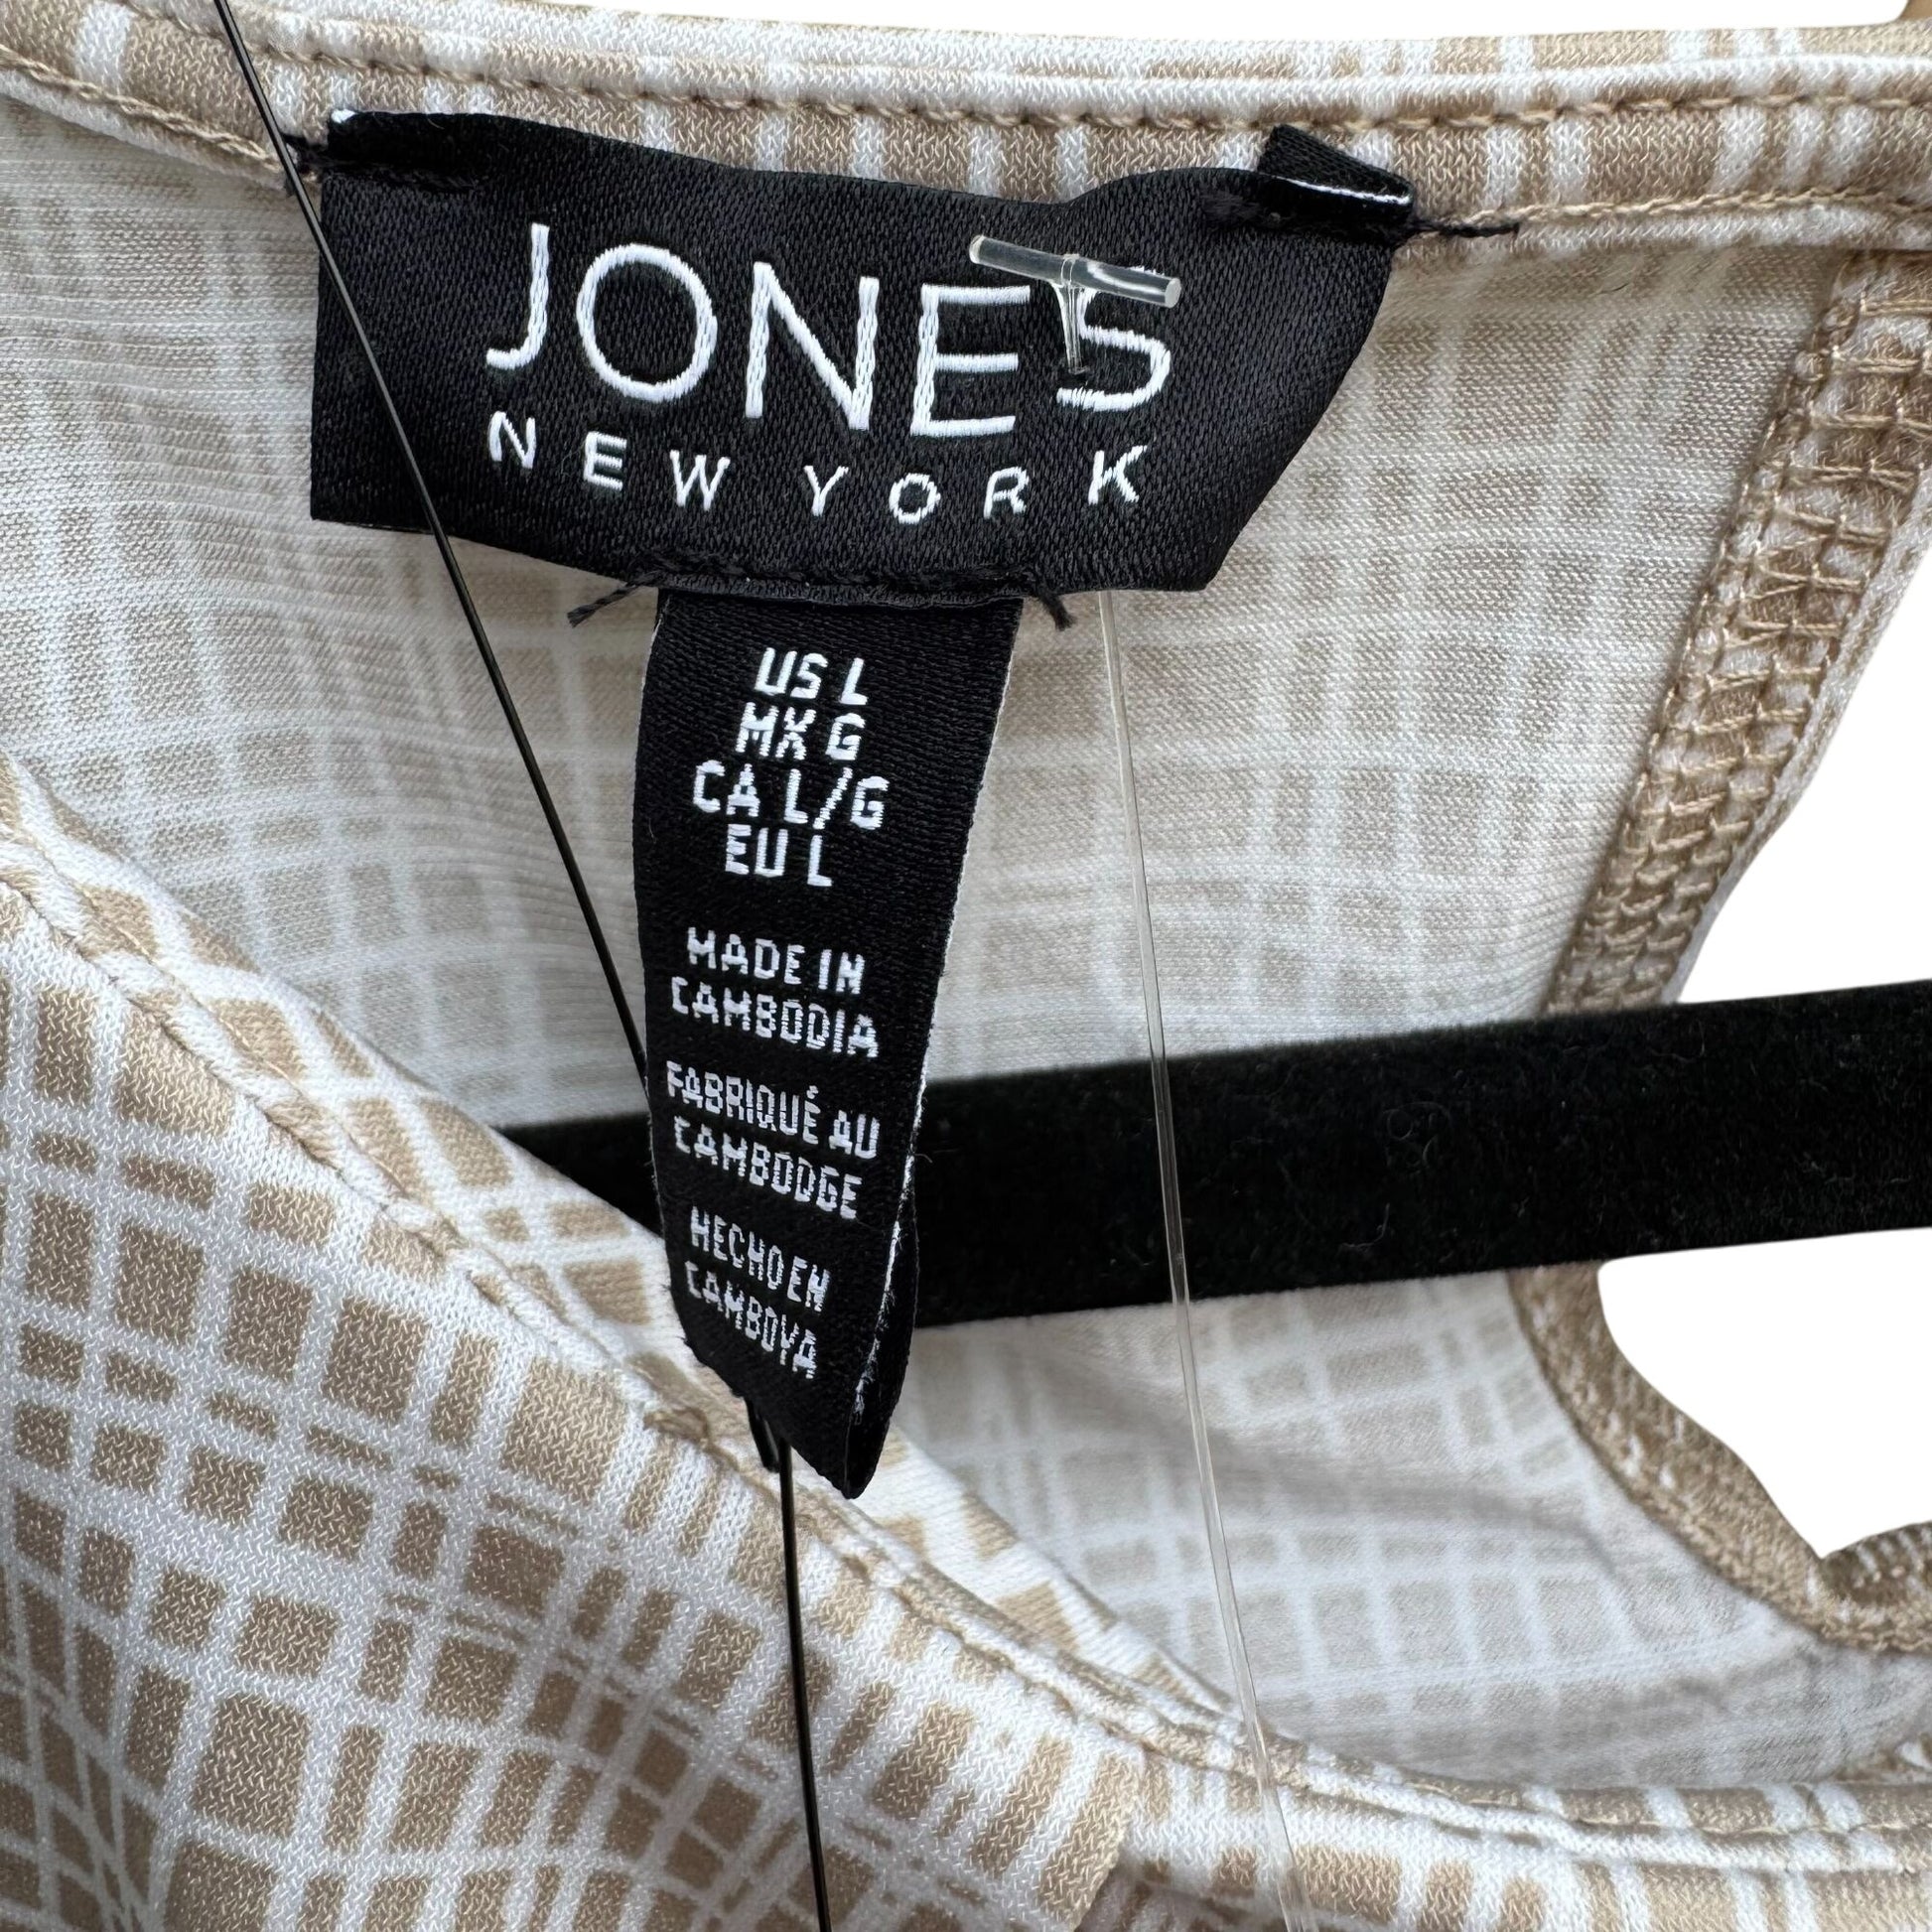 JONES
NEW YORK
US L
MX G
CA L/G
EU L
MADE IN
CAMBODIA
FABRIQUÉ AU
CAMBODGE
HECHO EN
CAMBOYA